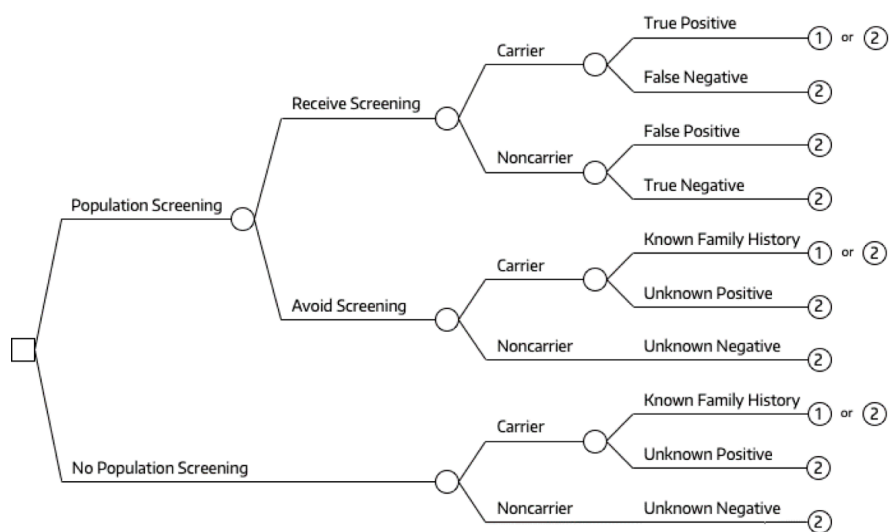 True Positive
1 or 2
Carrier
False Negative
2
Receive Screening
False Positive
2
Noncarrier
True Negative
2
Population Screening
Known Family History
1 or 2
Carrier
Unknown Positive
2
Avoid Screening
Noncarrier
Unknown Negative
2
Known Family History
1 or 2
Carrier
Unknown Positive
2
No Population Screening
Noncarrier
Unknown Negative
2